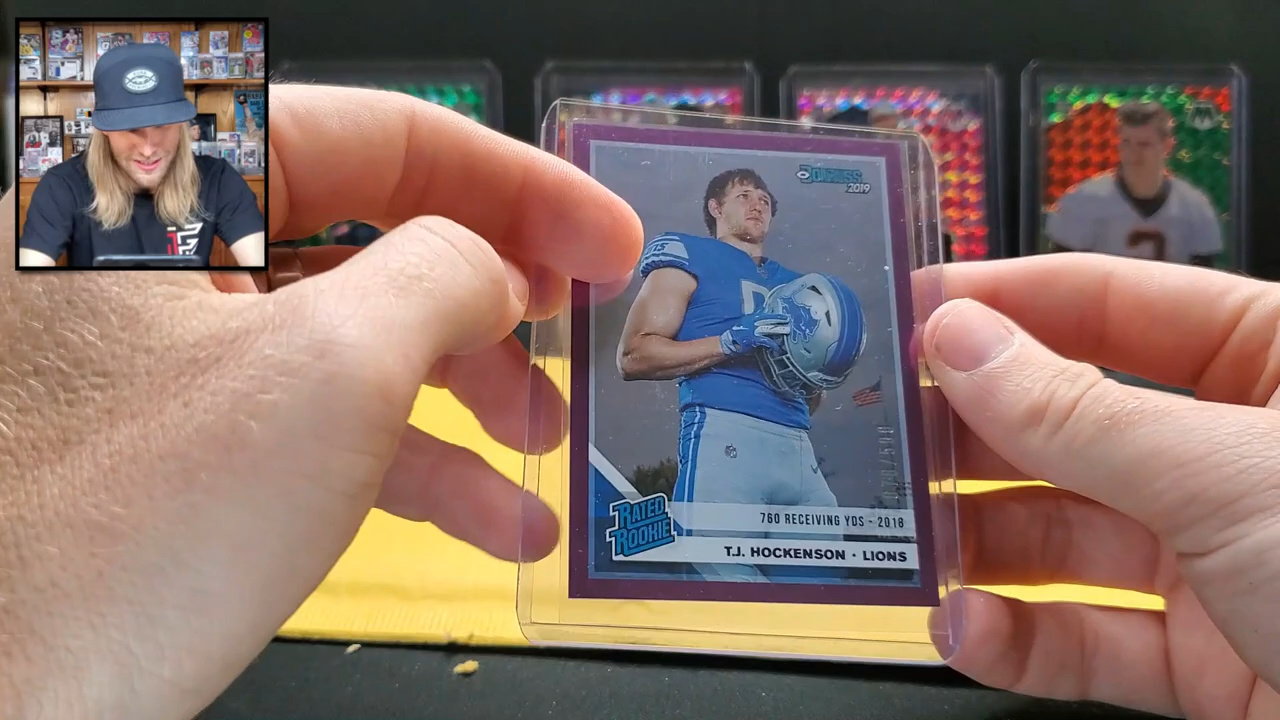 DONRUSS
2019
760 RECEIVING YDS - 2018
RATED
ROOKIE
T.J. HOCKENSON · LIONS